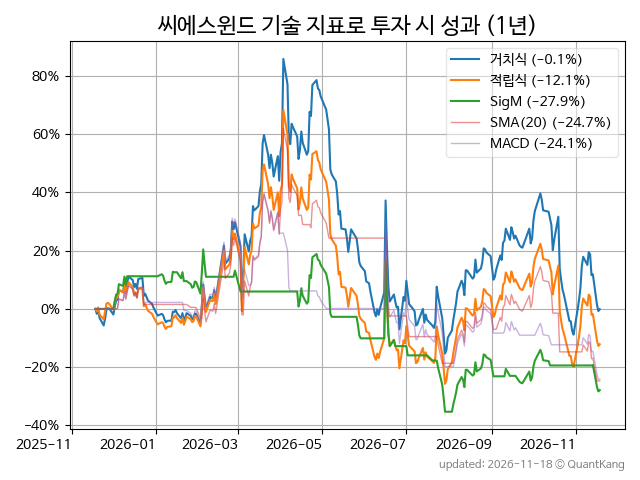 씨에스윈드 기술 지표로 투자 시 성과 (1년)
거치식 (-0.1%)
적립식 (-12.1%)
SigM (-27.9%)
SMA(20) (-24.7%)
MACD (-24.1%)
80%
60%
40%
20%
0%
−20%
−40%
2025-11 2026-01 2026-03 2026-05 2026-07 2026-09 2026-11
updated: 2026-11-18 © QuantKang